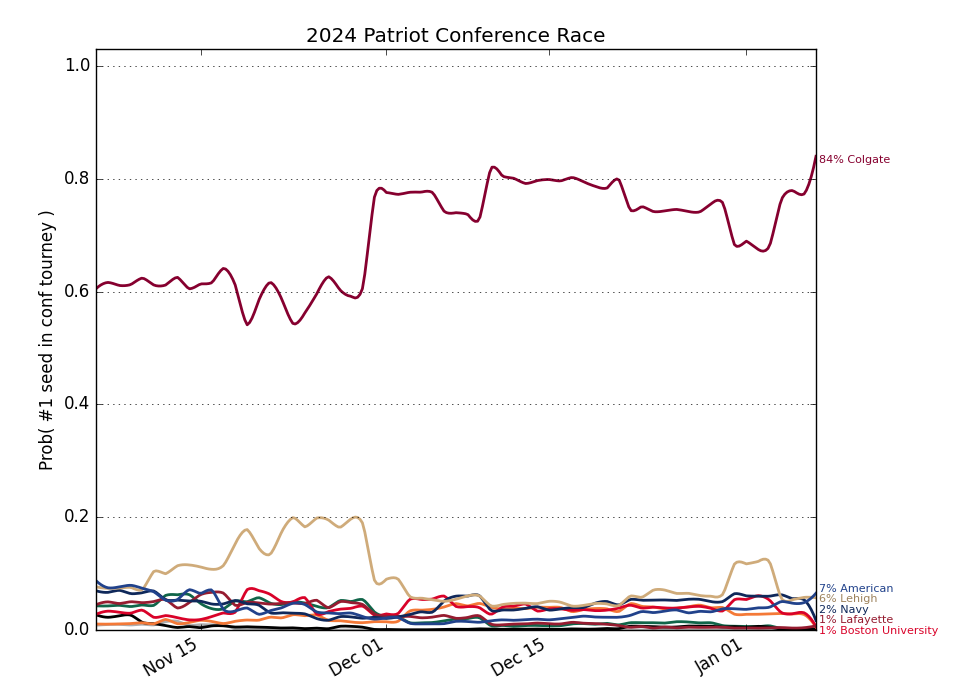 2024 Patriot Conference Race
Prob( #1 seed in conf tourney )
1.0
0.8
0.6
0.4
0.2
0.0
Nov 15
Dec 01
Dec 15
Jan 01
84% Colgate
7% American
6% Lehigh
2% Navy
1% Lafayette
1% Boston University